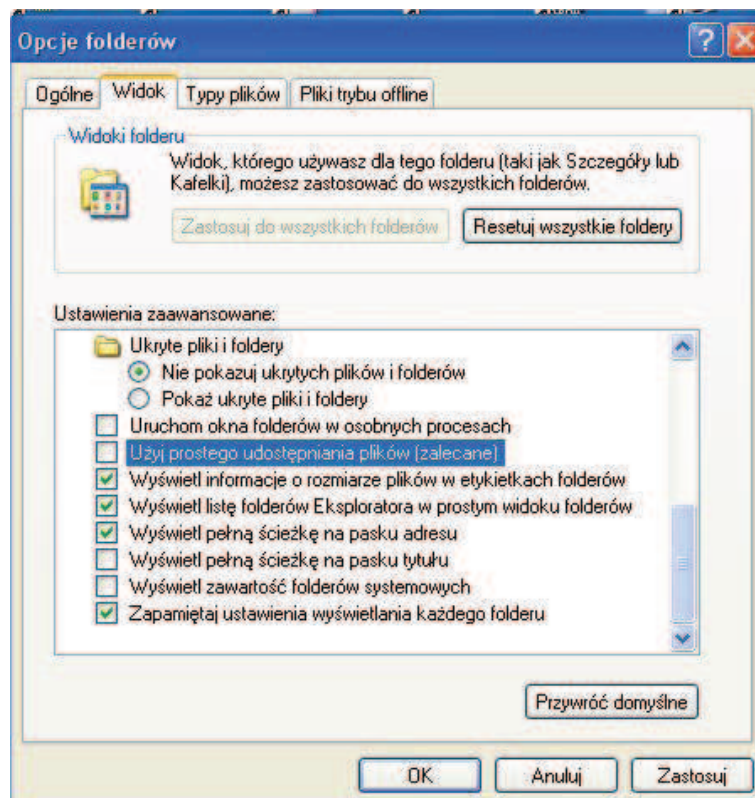 Opcje folderów
Ogólne Widok Typy plików Pliki trybu offline
Widoki folderu
Widok, którego używasz dla tego folderu (taki jak Szczegóły lub
Kafelki), możesz zastosować do wszystkich folderów.
Zastosuj do wszystkich folderów Resetuj wszystkie foldery
Ustawienia zaawansowane:
Ukryte pliki i foldery
Nie pokazuj ukrytych plików i folderów
Pokaż ukryte pliki i foldery
Uruchom okna folderów w osobnych procesach
Użyj prostego udostępniania plików (zalecane)
Wyświetl informacje o rozmiarze plików w etykietkach folderów
Wyświetl listę folderów Eksploratora w prostym widoku folderów
Wyświetl pełną ścieżkę na pasku adresu
Wyświetl pełną ścieżkę na pasku tytułu
Wyświetl zawartość folderów systemowych
Zapamiętaj ustawienia wyświetlania każdego folderu
Przywróć domyślne
OK Anuluj Zastosuj